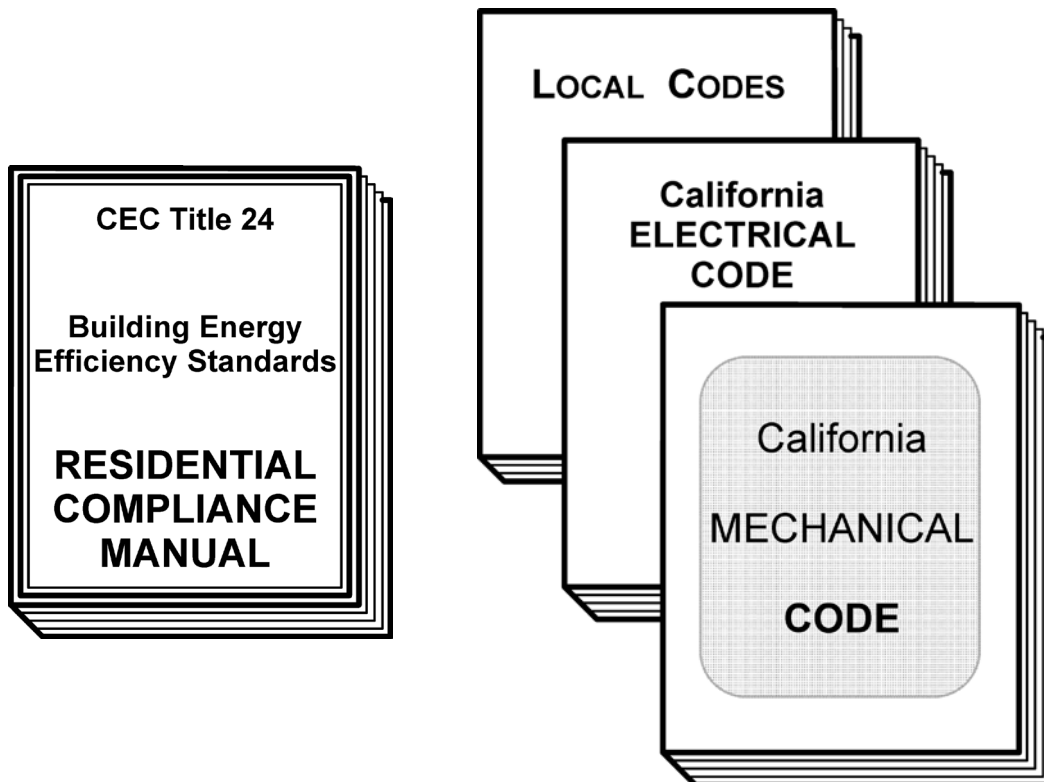 CEC Title 24
Building Energy
Efficiency Standards
RESIDENTIAL
COMPLIANCE
MANUAL
LOCAL CODES
California
ELECTRICAL
CODE
California
MECHANICAL
CODE